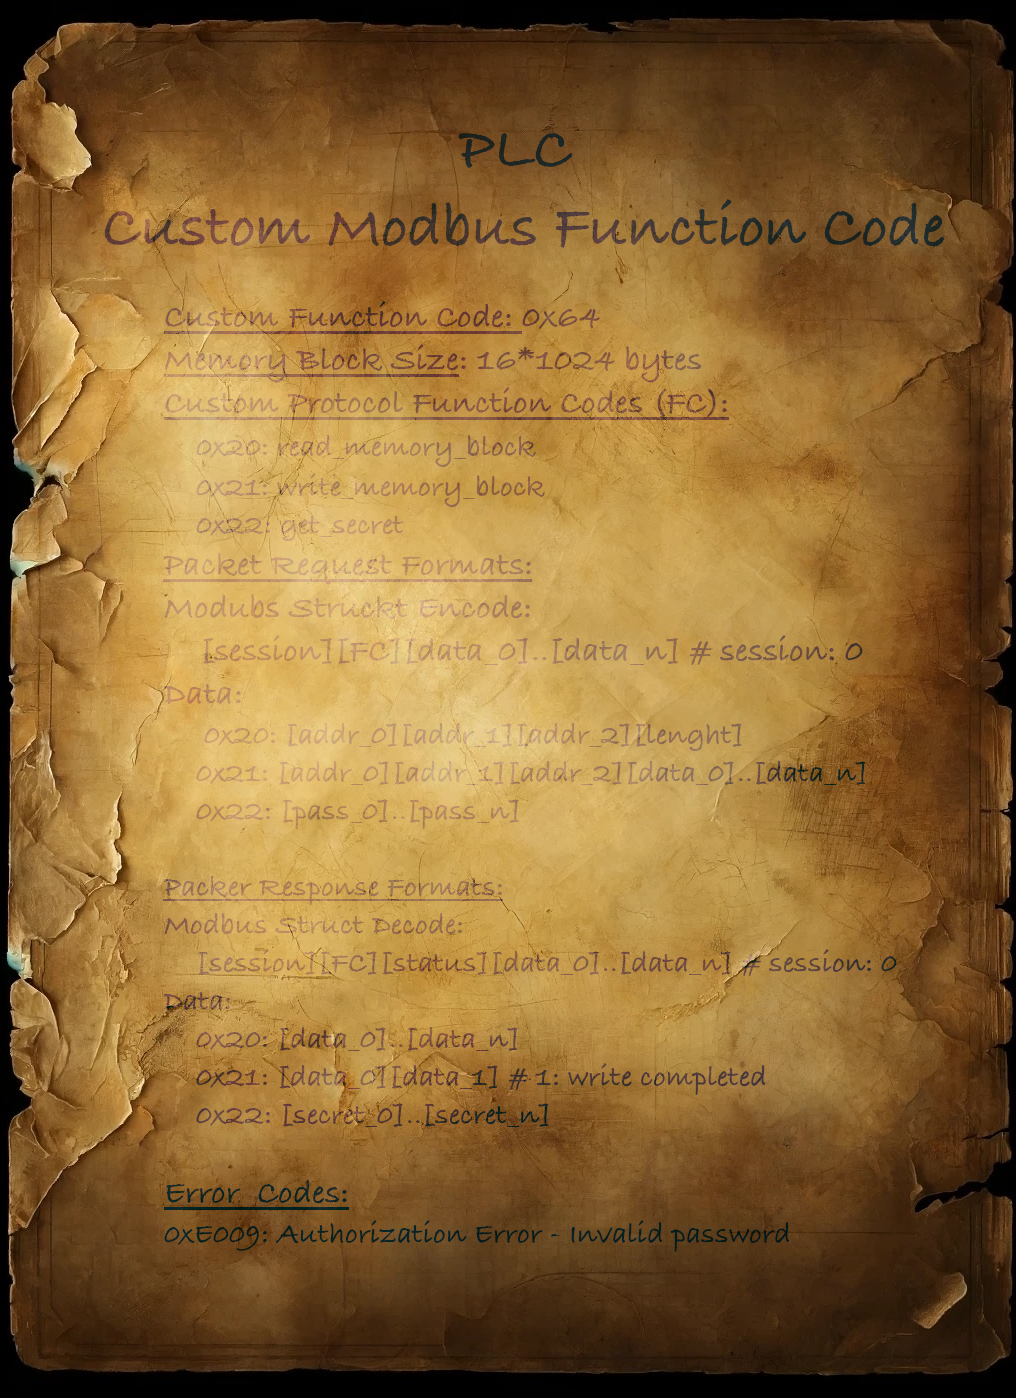 PLC
Custom Modbus Function Code
Custom Function Code: 0x64
Memory Block Size: 16*1024 bytes
Custom Protocol Function Codes (FC):
0x20: read_memory_block
0x21: write_memory_block
0x22: get_secret
Packet Request Formats:
Modubs Struckt Encode:
[session][FC][data_0]..[data_n] # session: 0
Data:
0x20: [addr_0][addr_1][addr_2][lenght]
0x21: [addr_0][addr_1][addr_2][data_0]..[data_n]
0x22: [pass_0]..[pass_n]
Packer Response Formats:
Modbus Struct Decode:
[session][FC][status][data_0]..[data_n] # session: 0
Data:
0x20: [data_0]..[data_n]
0x21: [data_0][data_1] # 1: write completed
0x22: [secret_0]..[secret_n]
Error Codes:
0xE009: Authorization Error - Invalid password